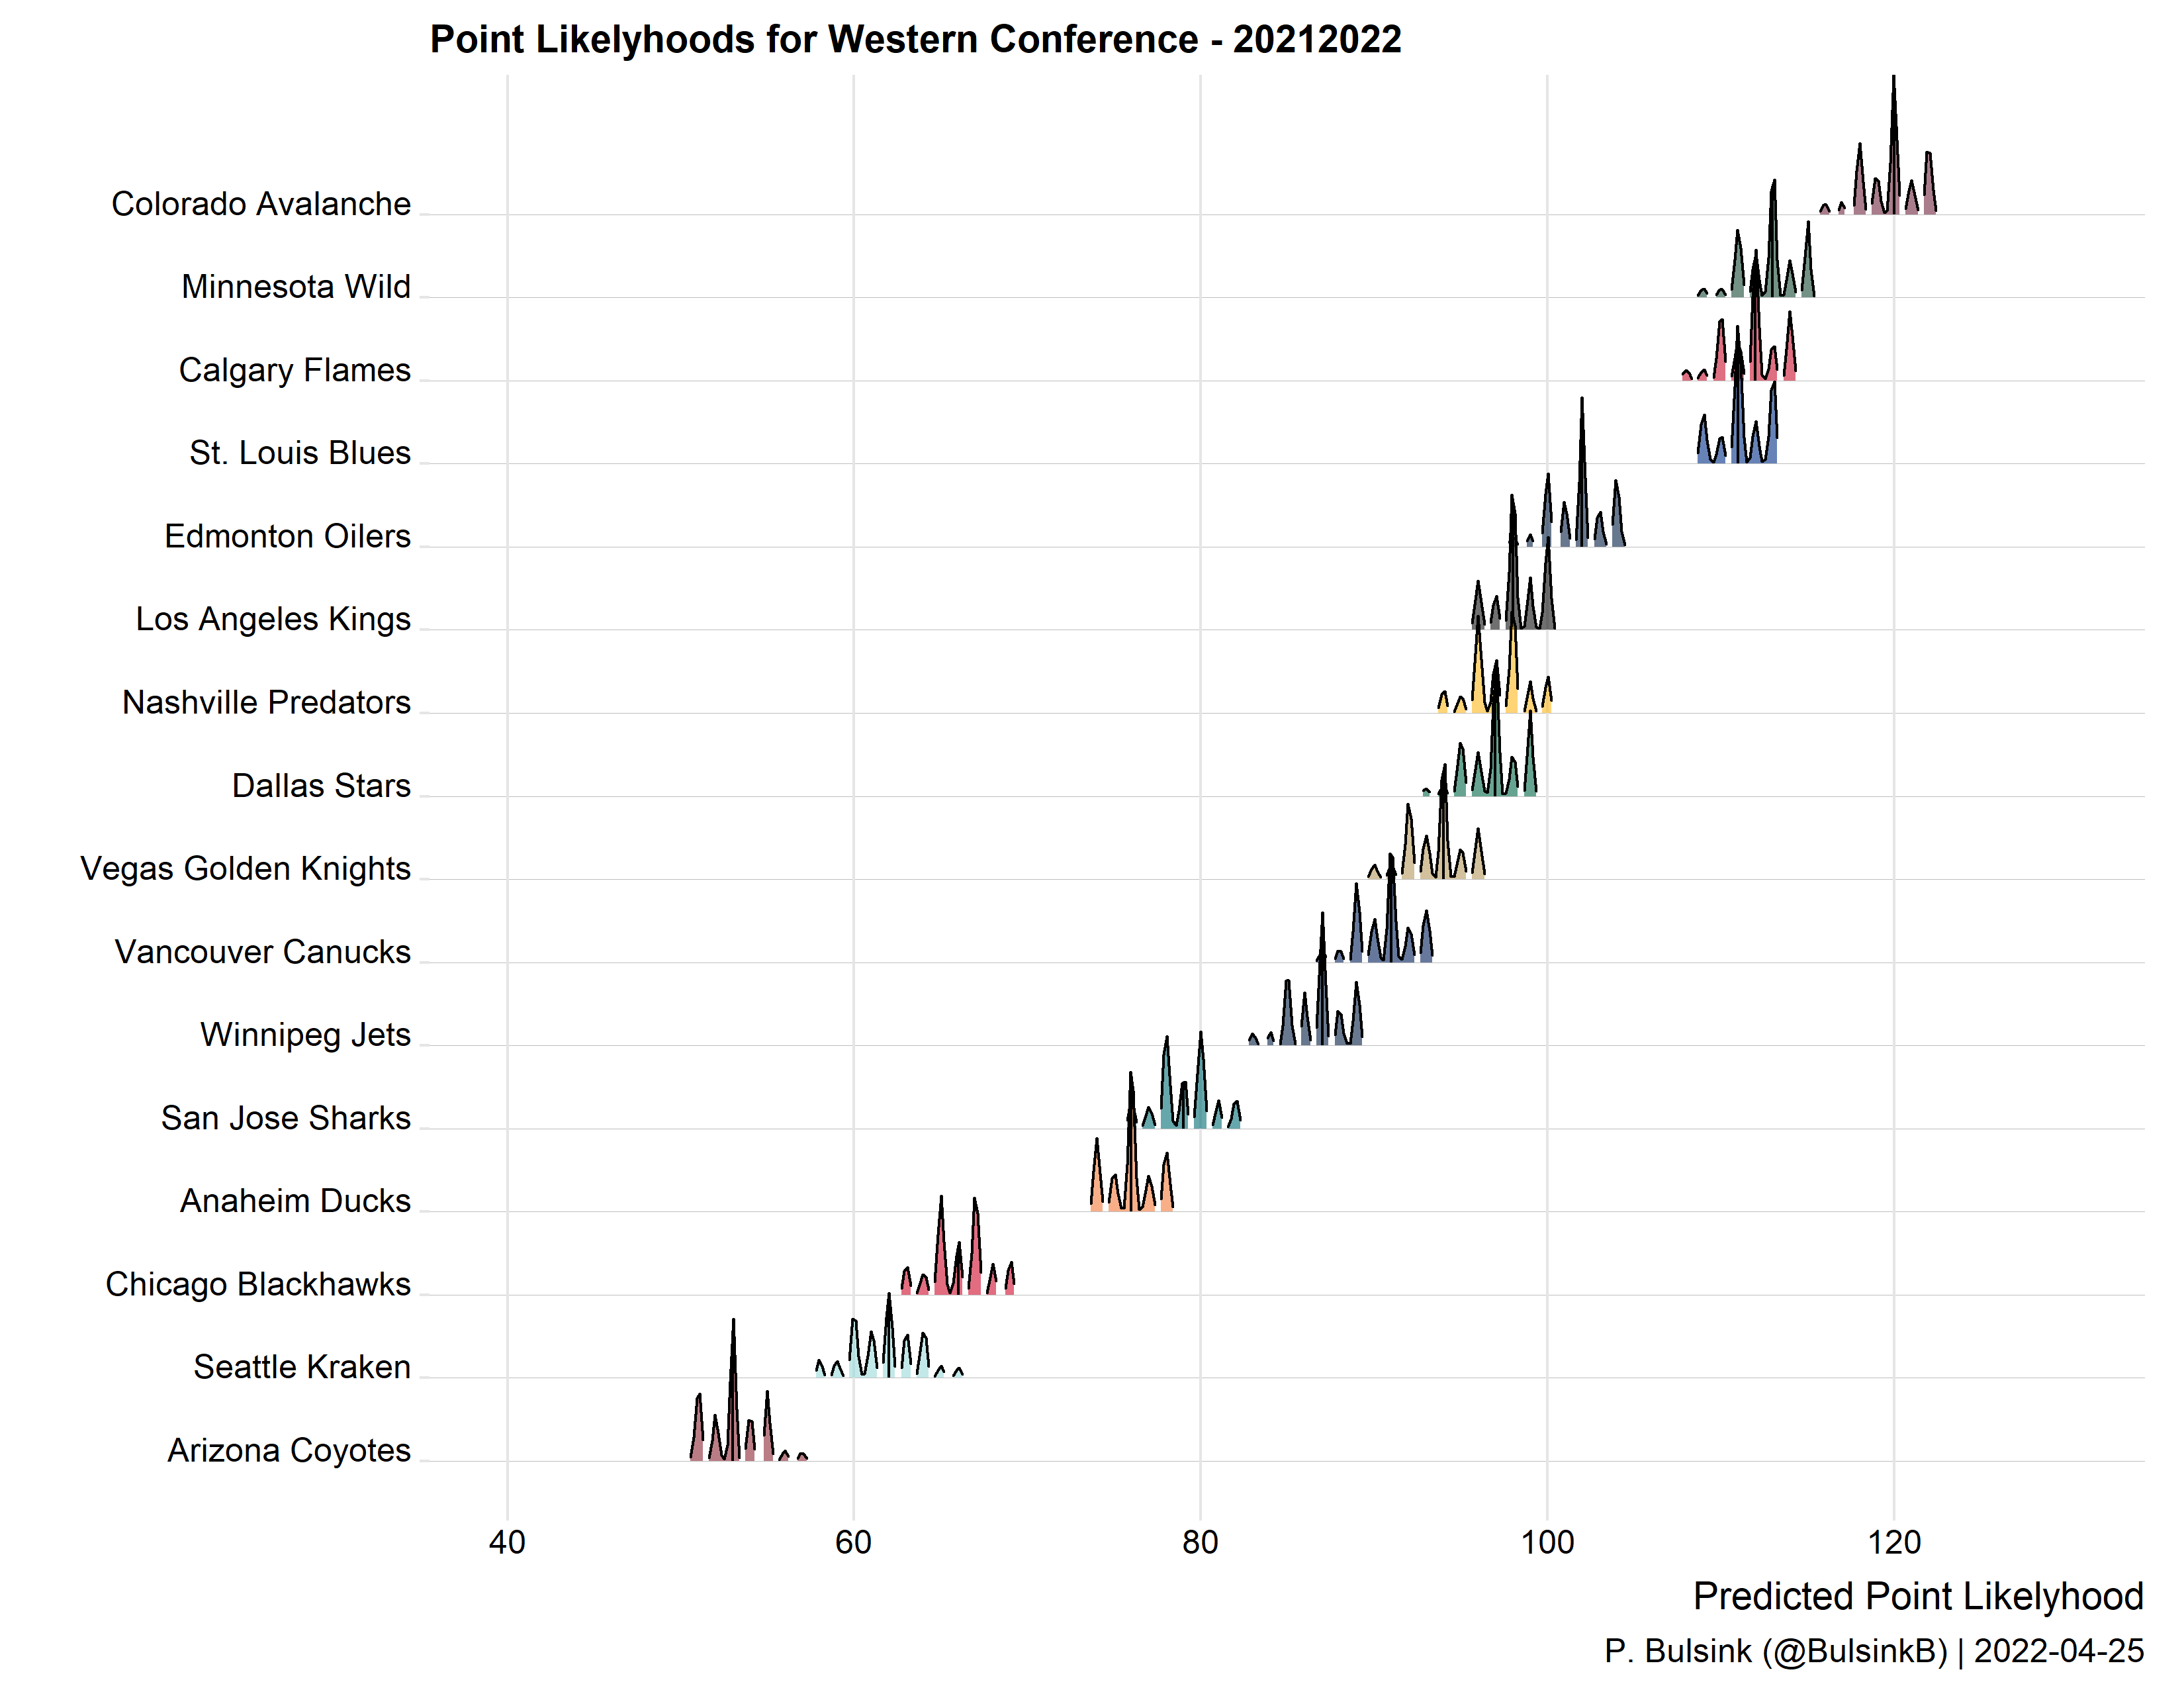 Point Likelyhoods for Western Conference - 20212022
Colorado Avalanche
Minnesota Wild
Calgary Flames
St. Louis Blues
Edmonton Oilers
Los Angeles Kings
Nashville Predators
Dallas Stars
Vegas Golden Knights
Vancouver Canucks
Winnipeg Jets
San Jose Sharks
Anaheim Ducks
Chicago Blackhawks
Seattle Kraken
Arizona Coyotes
40 60 80 100 120
Predicted Point Likelyhood
P. Bulsink (@BulsinkB) | 2022-04-25